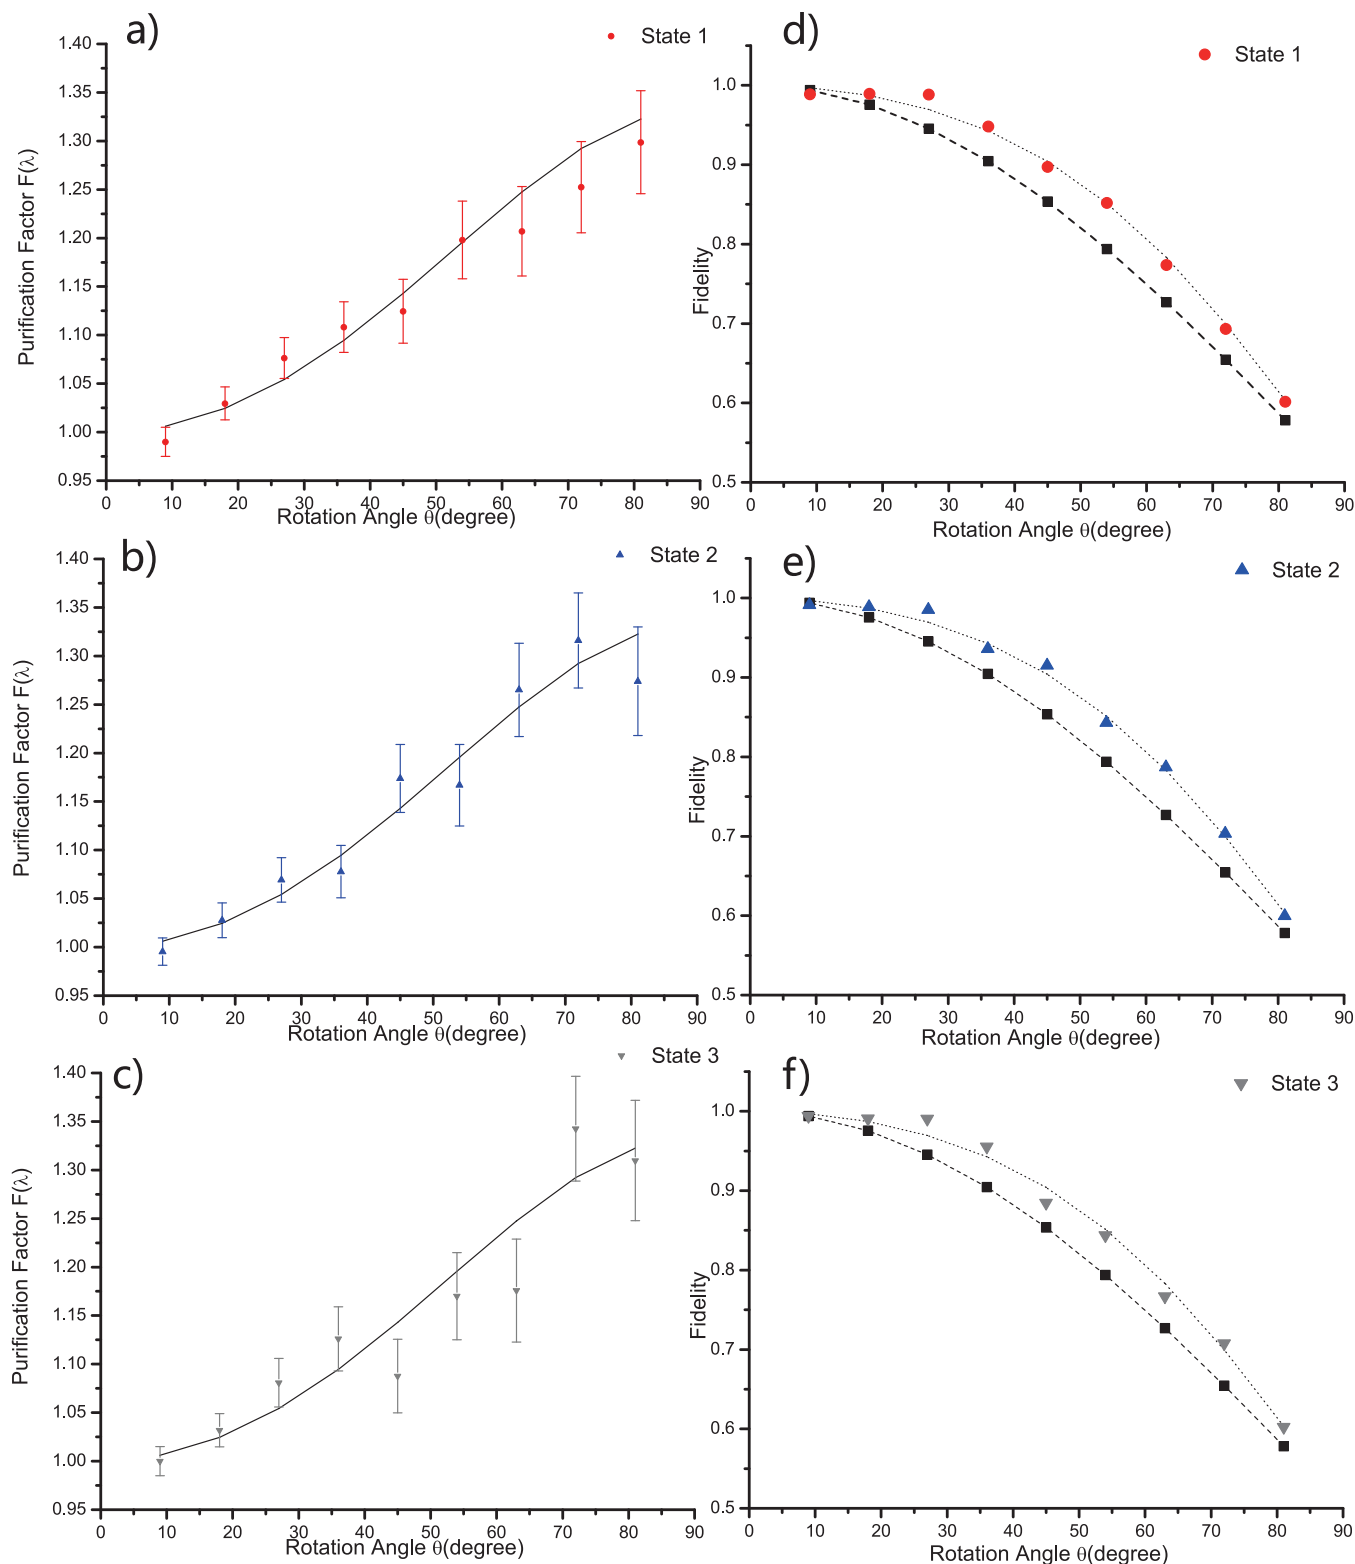 a)
State 1
1.40
1.35
1.30
1.25
1.20
1.15
1.10
1.05
1.00
0.95
Purification Factor F(λ)
0 10 20 30 40 50 60 70 80 90
Rotation Angle θ(degree)
d)
State 1
1.0
0.9
0.8
0.7
0.6
0.5
Fidelity
0 10 20 30 40 50 60 70 80 90
Rotation Angle θ(degree)
b)
State 2
1.40
1.35
1.30
1.25
1.20
1.15
1.10
1.05
1.00
0.95
Purification Factor F(λ)
0 10 20 30 40 50 60 70 80 90
Rotation Angle θ(degree)
e)
State 2
1.0
0.9
0.8
0.7
0.6
0.5
Fidelity
0 10 20 30 40 50 60 70 80 90
Rotation Angle θ(degree)
c)
State 3
1.40
1.35
1.30
1.25
1.20
1.15
1.10
1.05
1.00
0.95
Purification Factor F(λ)
0 10 20 30 40 50 60 70 80 90
Rotation Angle θ(degree)
f)
State 3
1.0
0.9
0.8
0.7
0.6
0.5
Fidelity
0 10 20 30 40 50 60 70 80 90
Rotation Angle θ(degree)